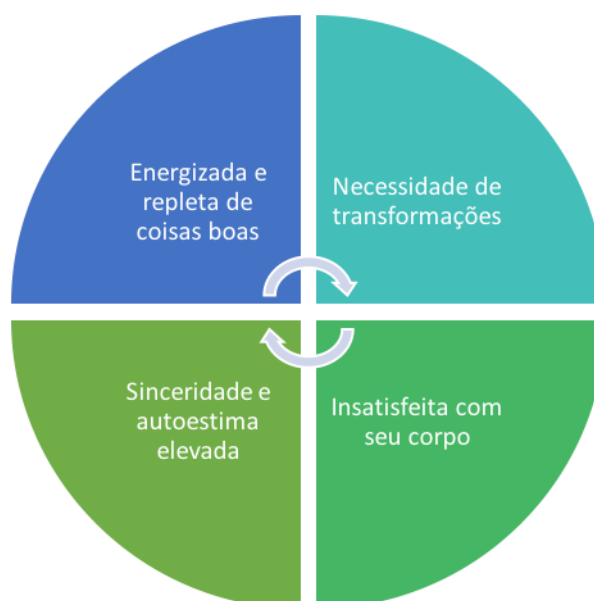 Energizada e
repleta de
coisas boas
Necessidade de
transformações
Sinceridade e
autoestima
elevada
Insatisfeita com
seu corpo